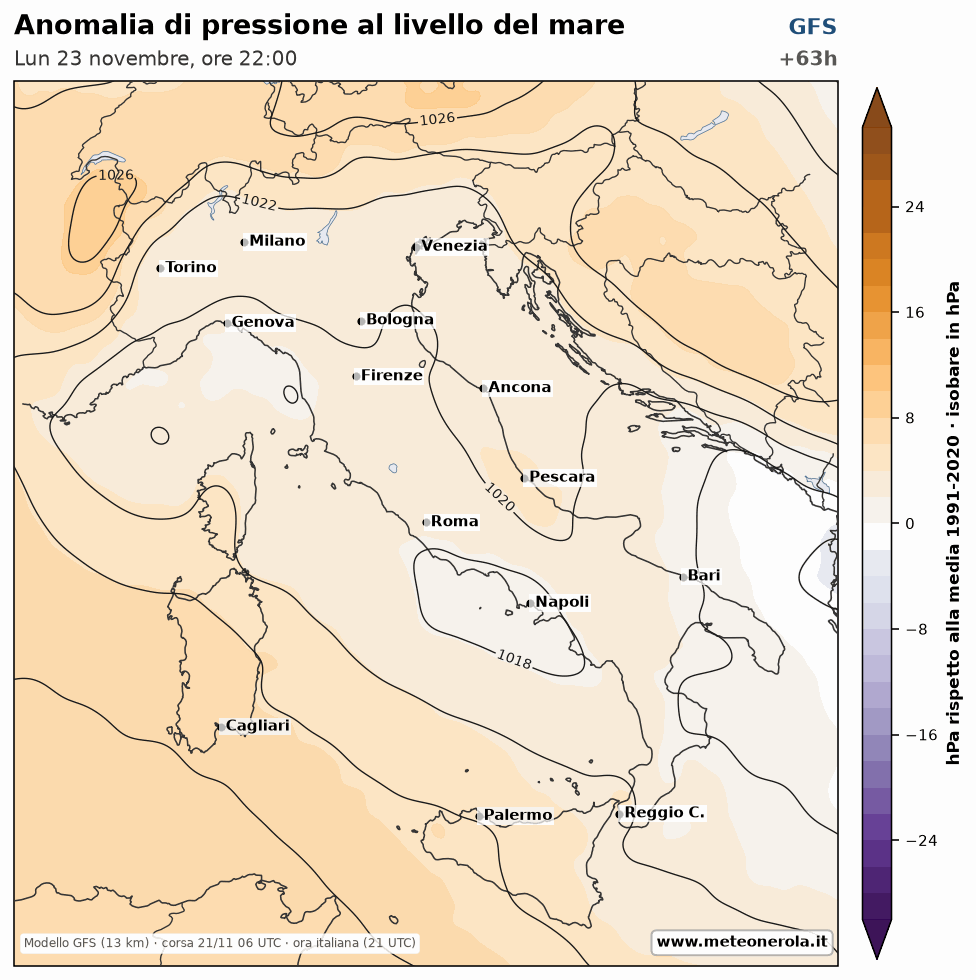 Anomalia di pressione al livello del mare
GFS
Lun 23 novembre, ore 22:00
+63h
1026
1026
1022
Milano
Venezia
Torino
Genova
Bologna
Firenze
Ancona
Pescara
1020
Roma
Bari
Napoli
1018
Cagliari
Palermo
Reggio C.
24
16
8
0
−8
−16
−24
hPa rispetto alla media 1991-2020 · isobare in hPa
Modello GFS (13 km) · corsa 21/11 06 UTC · ora italiana (21 UTC)
www.meteonerola.it